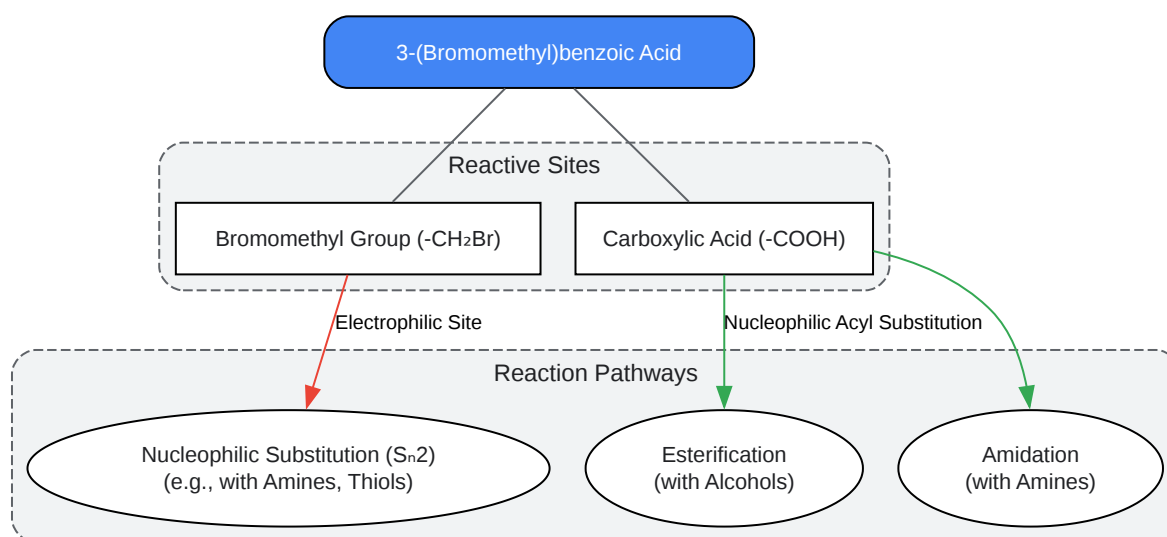 3-(Bromomethyl)benzoic Acid
Reactive Sites
Bromomethyl Group (-CH₂Br)
Carboxylic Acid (-COOH)
Electrophilic Site
Nucleophilic Acyl Substitution
Reaction Pathways
Nucleophilic Substitution (Sₙ2)
(e.g., with Amines, Thiols)
Esterification
(with Alcohols)
Amidation
(with Amines)